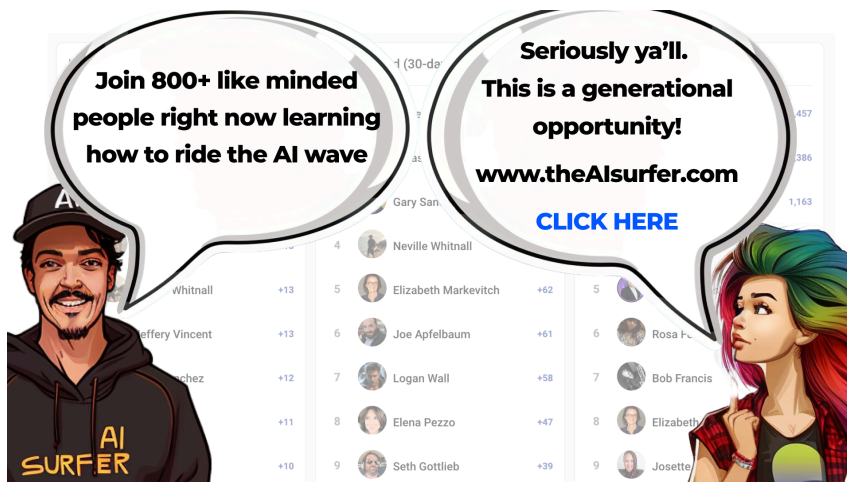 Join 800+ like minded
people right now learning
how to ride the AI wave
Seriously ya'll.
This is a generational
opportunity!
www.theAIsurfer.com
CLICK HERE
d (30-da
,457
,386
1,163
Gary San
4 Neville Whitnall
Whitnall +13
5 Elizabeth Markevitch +62
5
effery Vincent +13
6 Joe Apfelbaum +61
6 Rosa
chez +12
7 Logan Wall +58
7 Bob Francis
+11
8 Elena Pezzo +47
8 Elizabeth
+10
9 Seth Gottlieb +39
9 Josette
AI
SURFER